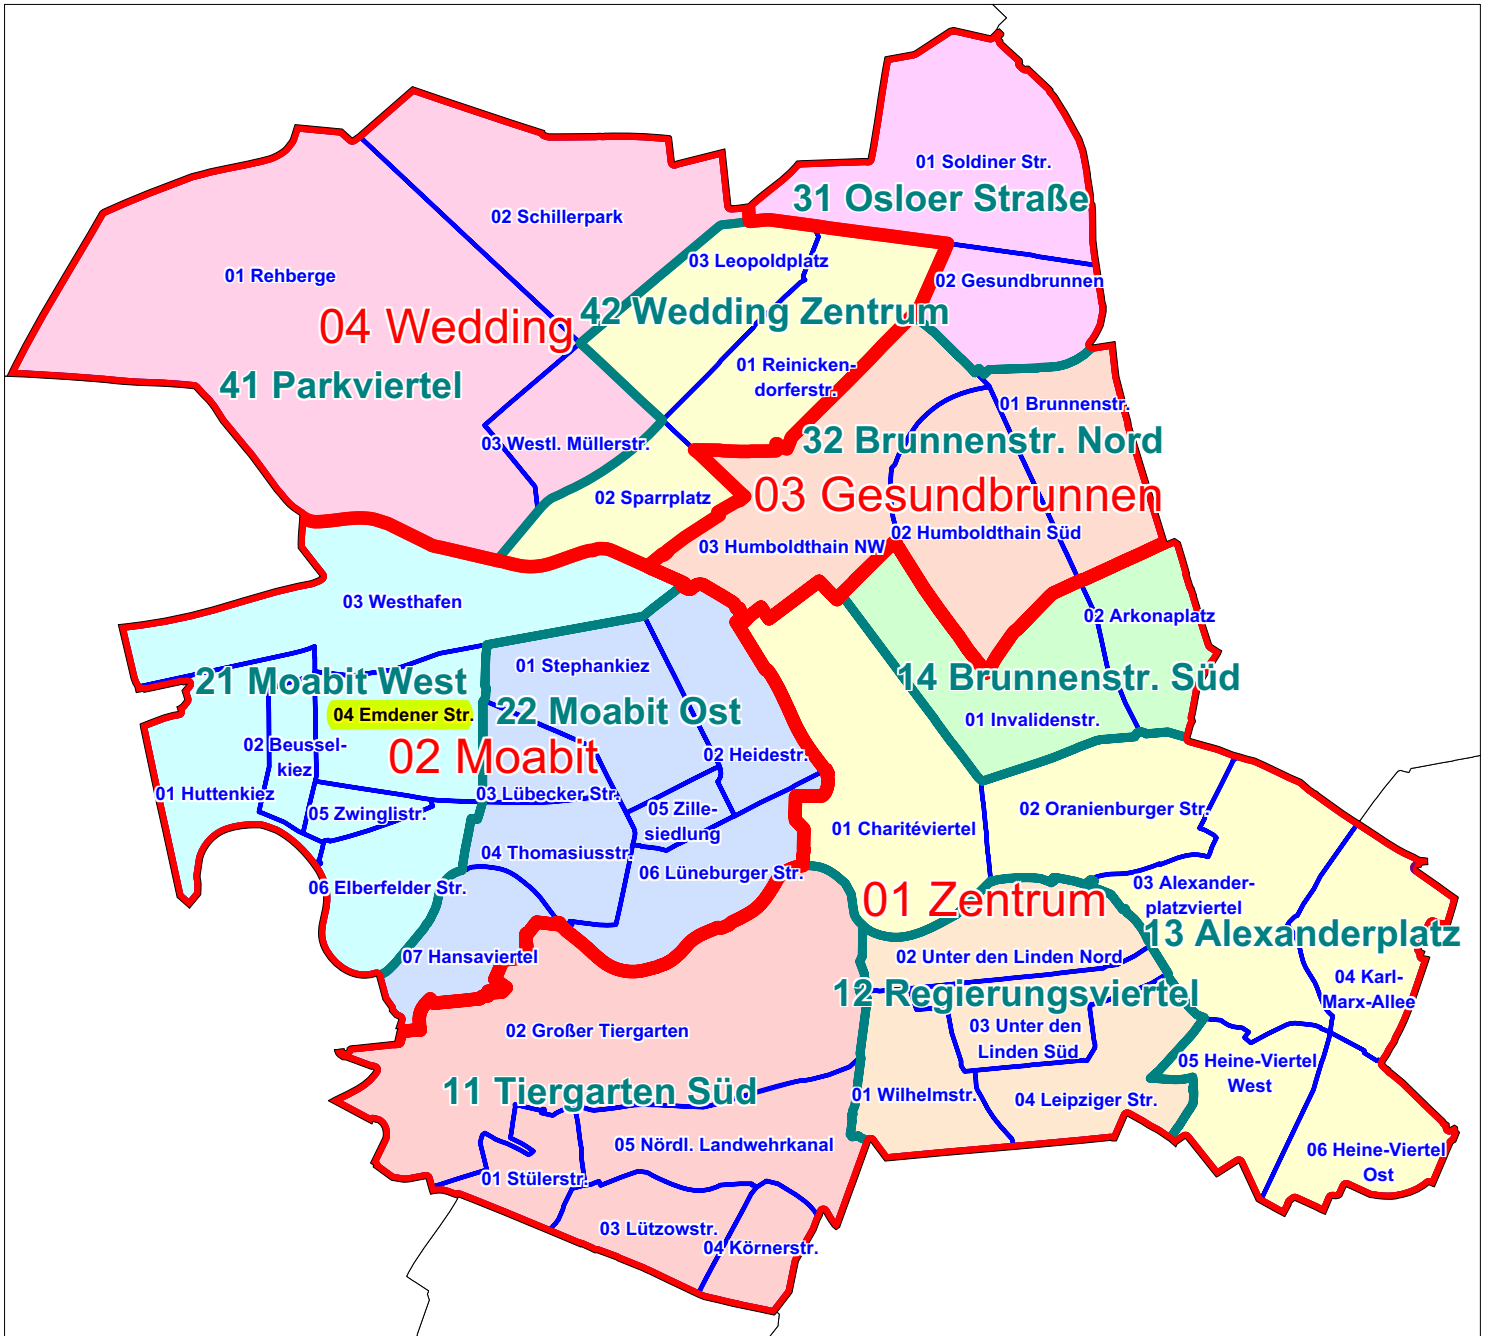 01 Soldiner Str.
31 Osloer Straße
02 Schillerpark
03 Leopoldplatz
01 Rehberge
02 Gesundbrunnen
04 Wedding
42 Wedding Zentrum
41 Parkviertel
01 Reinicken-
dorferstr.
01 Brunnenstr.
03 Westl. Müllerstr.
32 Brunnenstr. Nord
02 Sparrplatz
03 Gesundbrunnen
03 Humboldthain NW
02 Humboldthain Süd
03 Westhafen
02 Arkonaplatz
01 Stephankiez
21 Moabit West
14 Brunnenstr. Süd
04 Emdener Str.
22 Moabit Ost
01 Invalidenstr.
02 Beussel-
kiez
02 Moabit
02 Heidestr.
01 Huttenkiez
03 Lübecker Str.
05 Zwinglistr.
05 Zille-
siedlung
02 Oranienburger Str.
01 Charitéviertel
04 Thomasiusstr.
06 Lüneburger Str.
06 Elberfelder Str.
03 Alexander-
platzviertel
01 Zentrum
13 Alexanderplatz
07 Hansaviertel
02 Unter den Linden Nord
12 Regierungsviertel
04 Karl-
Marx-Allee
02 Großer Tiergarten
03 Unter den
Linden Süd
05 Heine-Viertel
West
11 Tiergarten Süd
01 Wilhelmstr.
04 Leipziger Str.
05 Nördl. Landwehrkanal
06 Heine-Viertel
Ost
01 Stülerstr.
03 Lützowstr.
04 Körnerstr.